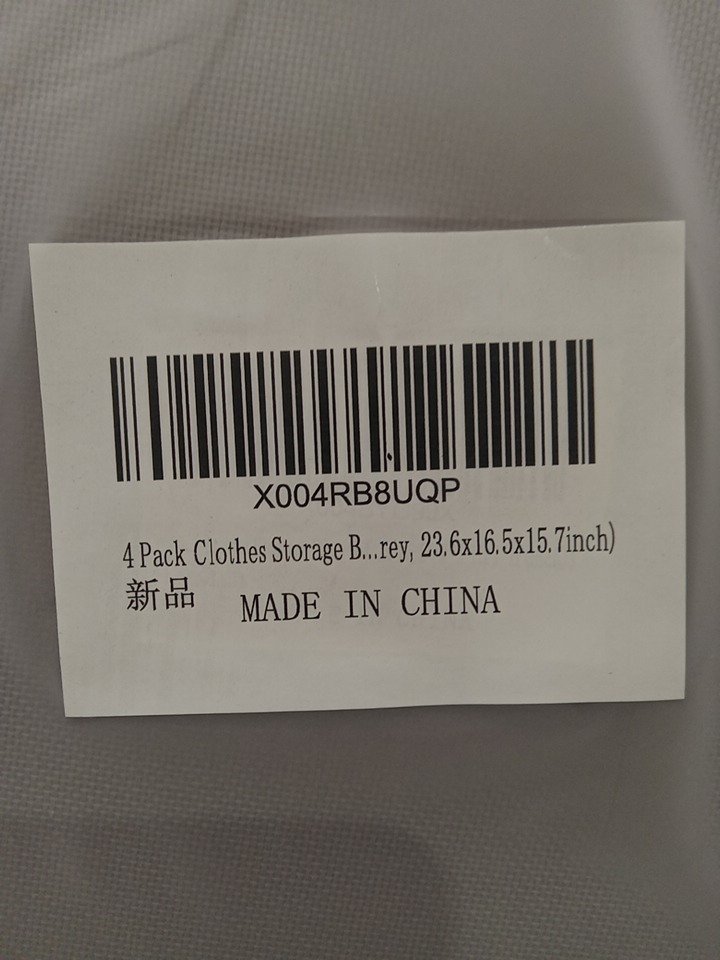 X004RB8UQP
4 Pack Clothes Storage B...rey, 23.6x16.5x15.7inch)
新品 MADE IN CHINA